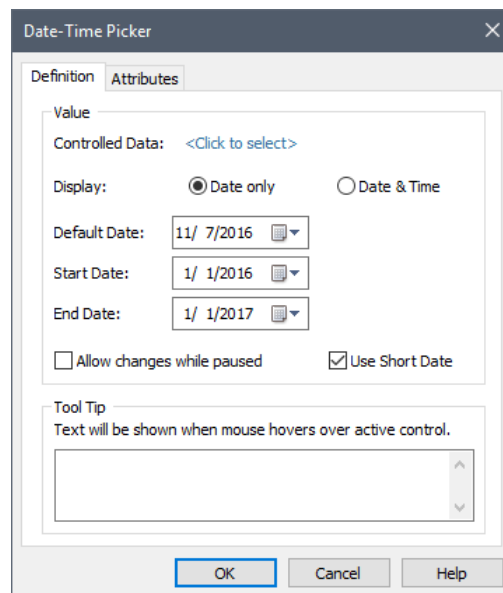 Date-Time Picker
Definition Attributes
Value
Controlled Data: <Click to select>
Display: Date only Date & Time
Default Date: 11/ 7/2016
Start Date: 1/ 1/2016
End Date: 1/ 1/2017
Allow changes while paused Use Short Date
Tool Tip
Text will be shown when mouse hovers over active control.
OK Cancel Help